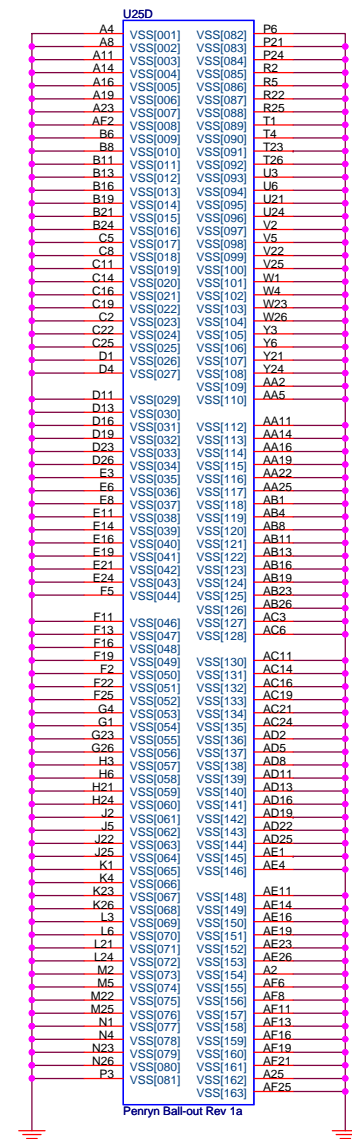 U25D
A4 VSS[001] VSS[082] P6
A8 VSS[002] VSS[083] P21
A11 VSS[003] VSS[084] P24
A14 VSS[004] VSS[085] R2
A16 VSS[005] VSS[086] R5
A19 VSS[006] VSS[087] R22
A23 VSS[007] VSS[088] R25
AF2 VSS[008] VSS[089] T1
B6 VSS[009] VSS[090] T4
B8 VSS[010] VSS[091] T23
B11 VSS[011] VSS[092] T26
B13 VSS[012] VSS[093] U3
B16 VSS[013] VSS[094] U6
B19 VSS[014] VSS[095] U21
B21 VSS[015] VSS[096] U24
B24 VSS[016] VSS[097] V2
C5 VSS[017] VSS[098] V5
C8 VSS[018] VSS[099] V22
C11 VSS[019] VSS[100] V25
C14 VSS[020] VSS[101] W1
C16 VSS[021] VSS[102] W4
C19 VSS[022] VSS[103] W23
C2 VSS[023] VSS[104] W26
C22 VSS[024] VSS[105] Y3
C25 VSS[025] VSS[106] Y6
D1 VSS[026] VSS[107] Y21
D4 VSS[027] VSS[108] Y24
VSS[109] AA2
D11 VSS[029] VSS[110] AA5
D13 VSS[030]
D16 VSS[031] VSS[112] AA11
D19 VSS[032] VSS[113] AA14
D23 VSS[033] VSS[114] AA16
D26 VSS[034] VSS[115] AA19
E3 VSS[035] VSS[116] AA22
E6 VSS[036] VSS[117] AA25
E8 VSS[037] VSS[118] AB1
E11 VSS[038] VSS[119] AB4
E14 VSS[039] VSS[120] AB8
E16 VSS[040] VSS[121] AB11
E19 VSS[041] VSS[122] AB13
E21 VSS[042] VSS[123] AB16
E24 VSS[043] VSS[124] AB19
F5 VSS[044] VSS[125] AB23
VSS[126] AB26
F11 VSS[046] VSS[127] AC3
F13 VSS[047] VSS[128] AC6
F16 VSS[048]
F19 VSS[049] VSS[130] AC11
F2 VSS[050] VSS[131] AC14
F22 VSS[051] VSS[132] AC16
F25 VSS[052] VSS[133] AC19
G4 VSS[053] VSS[134] AC21
G1 VSS[054] VSS[135] AC24
G23 VSS[055] VSS[136] AD2
G26 VSS[056] VSS[137] AD5
H3 VSS[057] VSS[138] AD8
H6 VSS[058] VSS[139] AD11
H21 VSS[059] VSS[140] AD13
H24 VSS[060] VSS[141] AD16
J2 VSS[061] VSS[142] AD19
J5 VSS[062] VSS[143] AD22
J22 VSS[063] VSS[144] AD25
J25 VSS[064] VSS[145] AE1
K1 VSS[065] VSS[146] AE4
K4 VSS[066]
K23 VSS[067] VSS[148] AE11
K26 VSS[068] VSS[149] AE14
L3 VSS[069] VSS[150] AE16
L6 VSS[070] VSS[151] AE19
L21 VSS[071] VSS[152] AE23
L24 VSS[072] VSS[153] AE26
M2 VSS[073] VSS[154] A2
M5 VSS[074] VSS[155] AF6
M22 VSS[075] VSS[156] AF8
M25 VSS[076] VSS[157] AF11
N1 VSS[077] VSS[158] AF13
N4 VSS[078] VSS[159] AF16
N23 VSS[079] VSS[160] AF19
N26 VSS[080] VSS[161] AF21
P3 VSS[081] VSS[162] A25
VSS[163] AF25
Penryn Ball-out Rev 1a